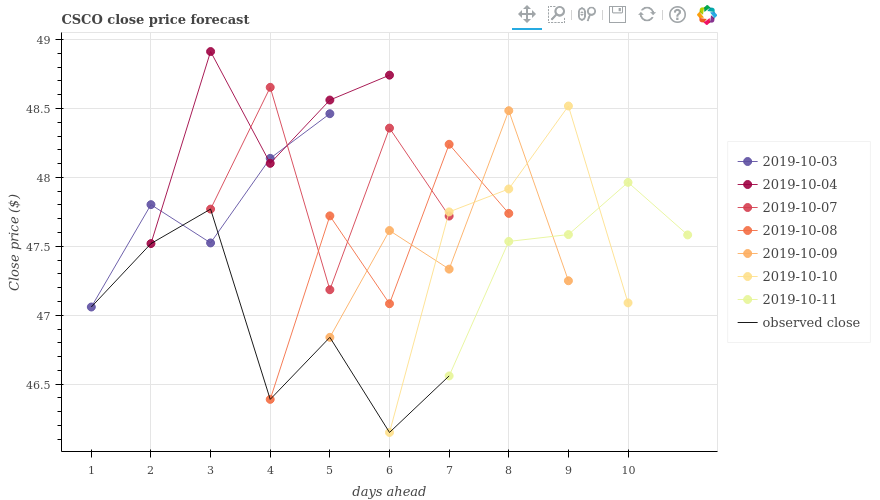 CSCO close price forecast
49
48.5
48
47.5
47
46.5
Close price ($)
1 2 3 4 5 6 7 8 9 10
days ahead
2019-10-03
2019-10-04
2019-10-07
2019-10-08
2019-10-09
2019-10-10
2019-10-11
observed close